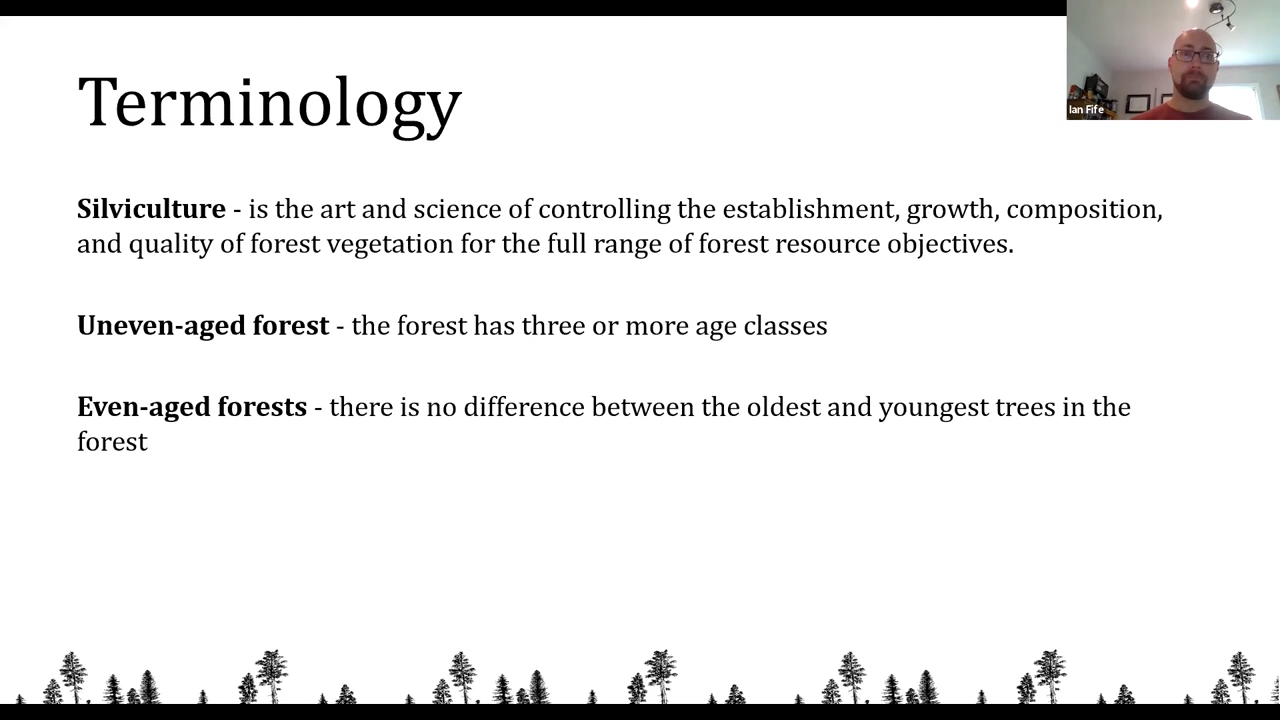 Terminology
Ian Fife
Silviculture - is the art and science of controlling the establishment, growth, composition,
and quality of forest vegetation for the full range of forest resource objectives.
Uneven-aged forest - the forest has three or more age classes
Even-aged forests - there is no difference between the oldest and youngest trees in the
forest